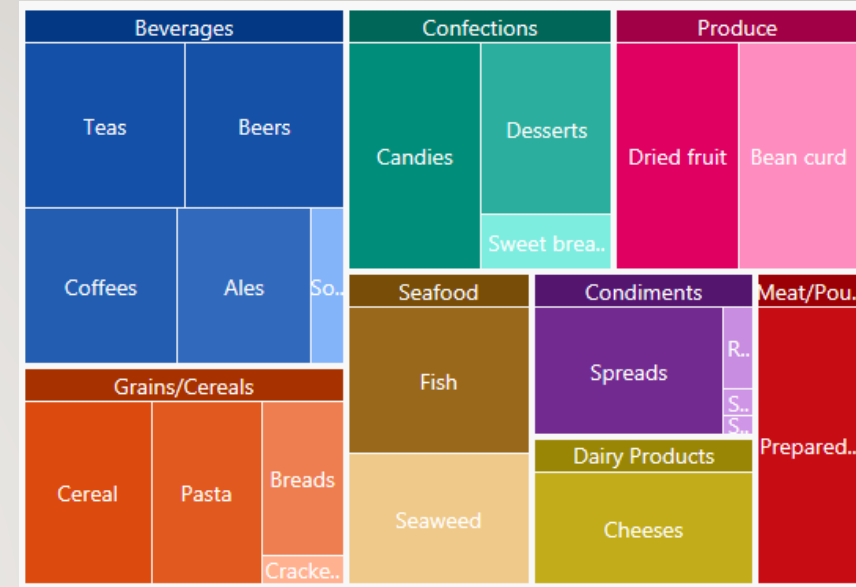 Beverages
Teas
Beers
Coffees
Ales
So..
Grains/Cereals
Cereal
Pasta
Breads
Cracke..
Confections
Candies
Desserts
Sweet brea..
Produce
Dried fruit
Bean curd
Seafood
Fish
Seaweed
Condiments
Spreads
R..
S..
S..
Dairy Products
Cheeses
Meat/Pou..
Prepared..